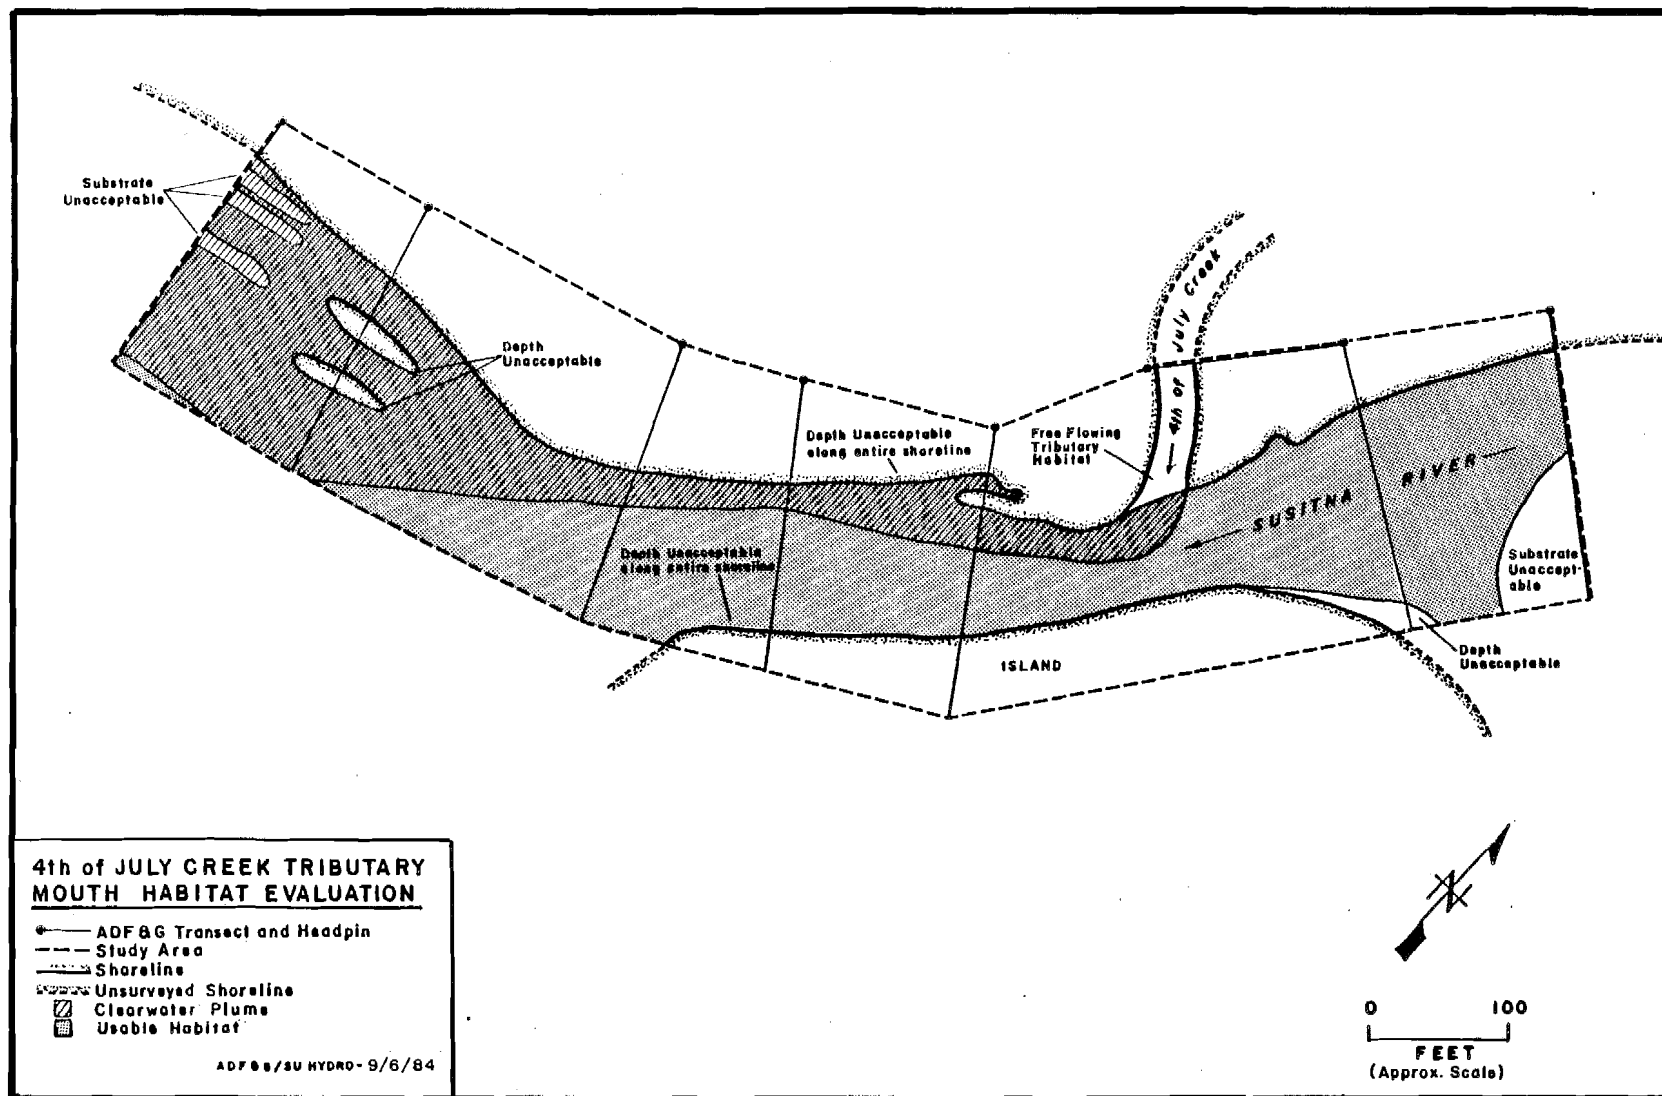 Substrate
Unacceptable
Depth
Unacceptable
Depth Unacceptable
along entire shoreline
Free Flowing
Tributary
Habitat
4th of July Creek
SUSITNA RIVER
Depth Unacceptable
along entire shoreline
Substrate
Unaccept-
able
ISLAND
Depth
Unacceptable
4th of JULY CREEK TRIBUTARY
MOUTH HABITAT EVALUATION
ADF&G Transect and Headpin
Study Area
Shoreline
Unsurveyed Shoreline
Clearwater Plume
Usable Habitat
/SU HYDRO - 9/6/84
N
0 100
FEET
(Approx. Scale)